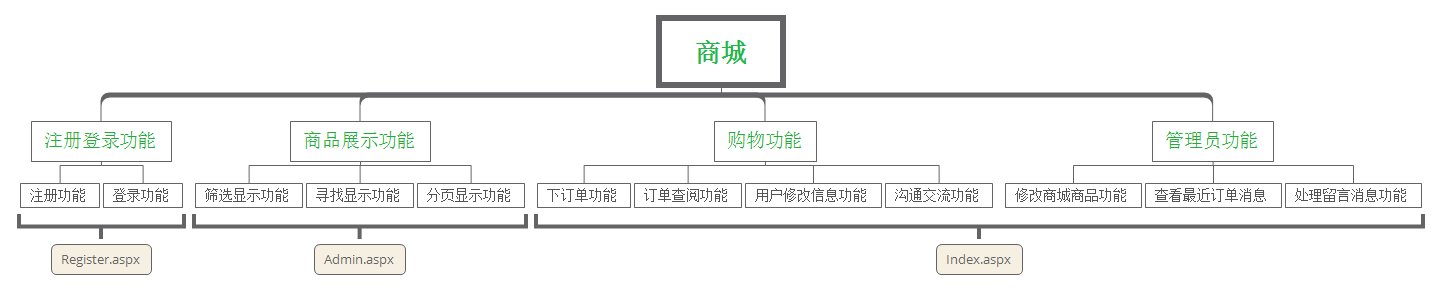 商城
注册登录功能
商品展示功能
购物功能
管理员功能
注册功能
登录功能
筛选显示功能
寻找显示功能
分页显示功能
下订单功能
订单查阅功能
用户修改信息功能
沟通交流功能
修改商城商品功能
查看最近订单消息
处理留言消息功能
Register.aspx
Admin.aspx
Index.aspx